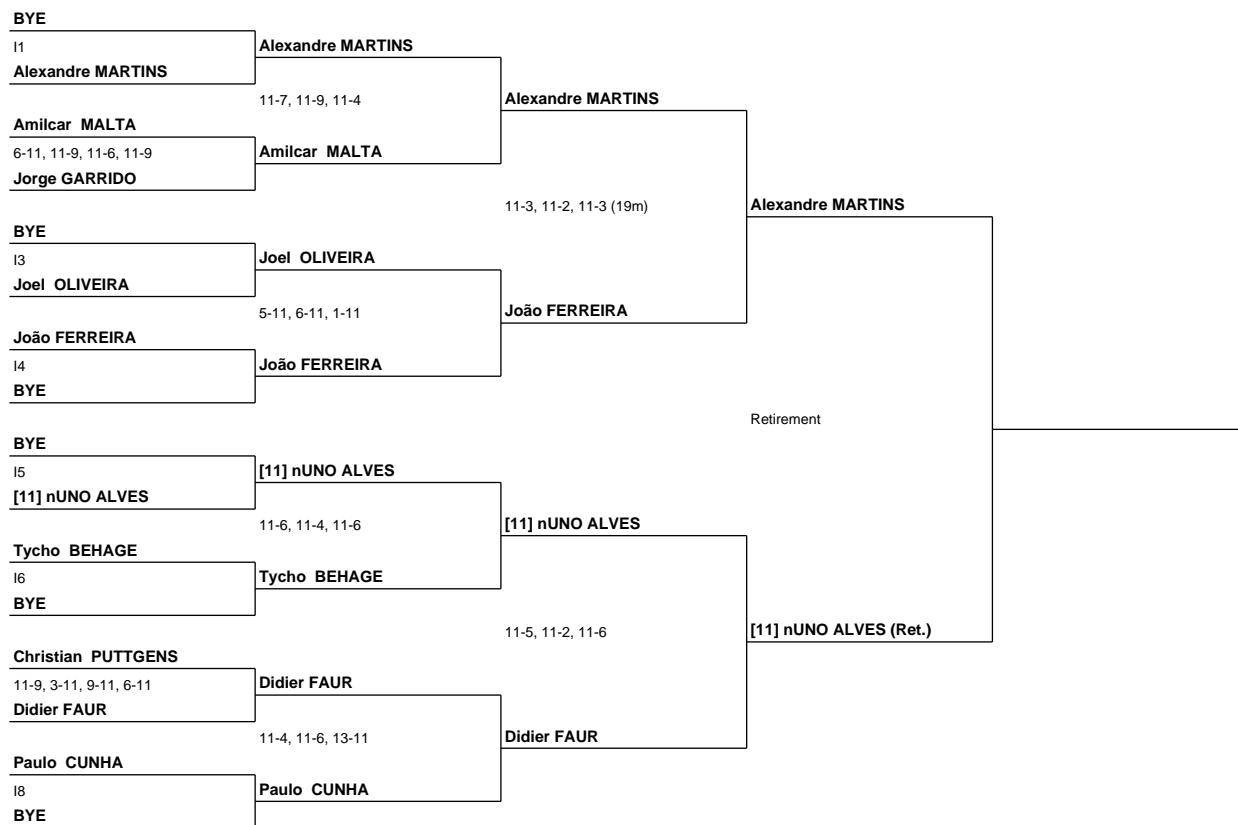 BYE
I1
Alexandre MARTINS
Alexandre MARTINS
11-7, 11-9, 11-4
Alexandre MARTINS
Amilcar MALTA
6-11, 11-9, 11-6, 11-9
Amilcar MALTA
Jorge GARRIDO
11-3, 11-2, 11-3 (19m)
Alexandre MARTINS
BYE
I3
Joel OLIVEIRA
Joel OLIVEIRA
5-11, 6-11, 1-11
João FERREIRA
João FERREIRA
I4
João FERREIRA
BYE
Retirement
BYE
I5
[11] nUNO ALVES
[11] nUNO ALVES
11-6, 11-4, 11-6
[11] nUNO ALVES
Tycho BEHAGE
I6
Tycho BEHAGE
BYE
11-5, 11-2, 11-6
[11] nUNO ALVES (Ret.)
Christian PUTTGENS
11-9, 3-11, 9-11, 6-11
Didier FAUR
Didier FAUR
11-4, 11-6, 13-11
Didier FAUR
Paulo CUNHA
I8
Paulo CUNHA
BYE